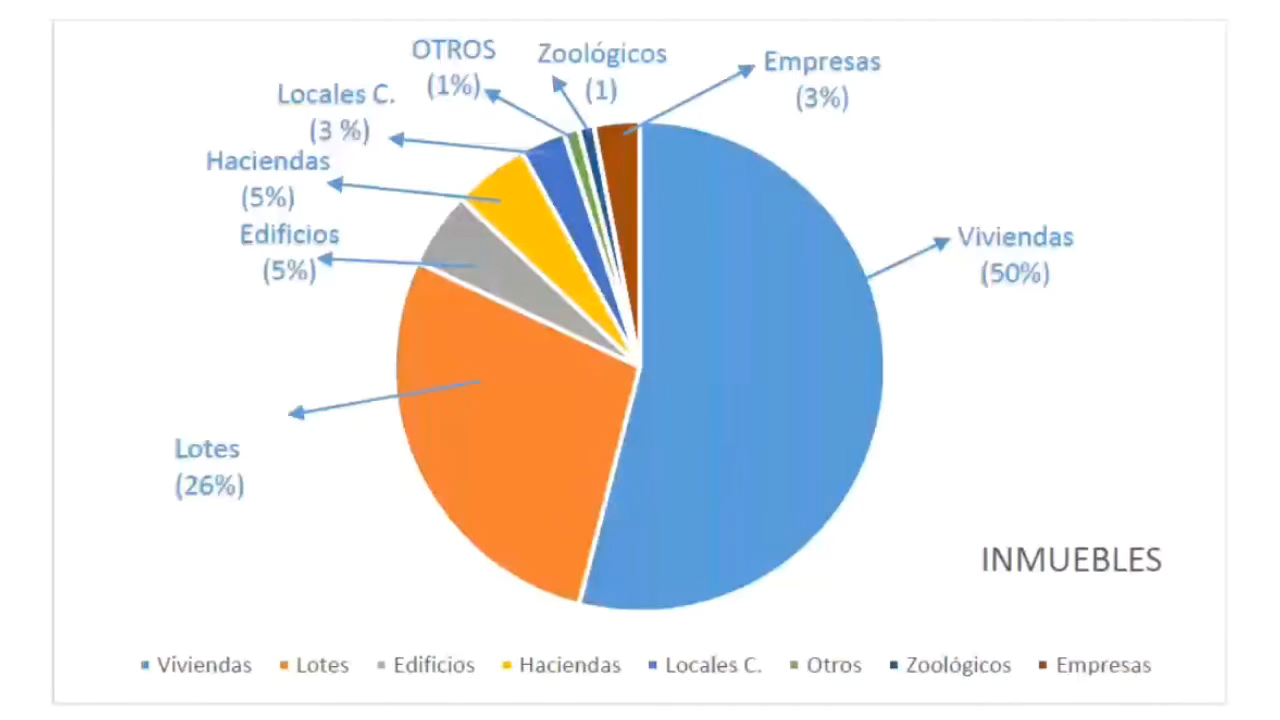 OTROS
(1%)
Zoológicos
(1)
Empresas
(3%)
Locales C.
(3 %)
Haciendas
(5%)
Edificios
(5%)
Viviendas
(50%)
Lotes
(26%)
INMUEBLES
Viviendas Lotes Edificios Haciendas Locales C. Otros Zoológicos Empresas